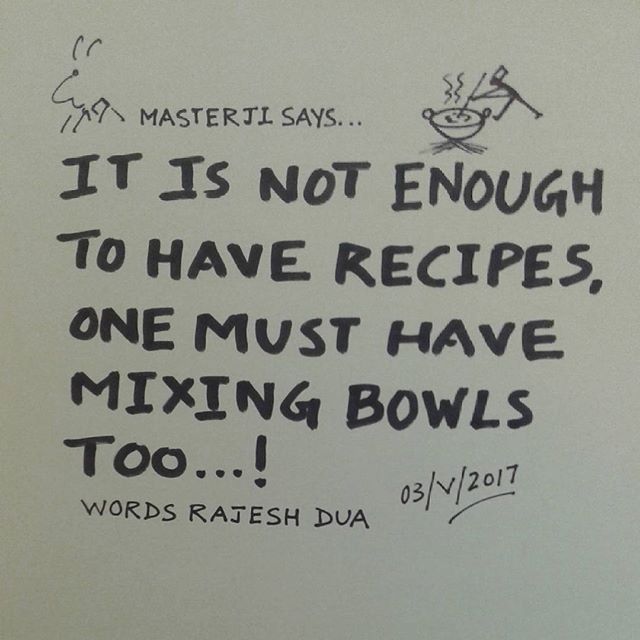 MASTERJI SAYS...
IT IS NOT ENOUGH
TO HAVE RECIPES,
ONE MUST HAVE
MIXING BOWLS
TOO...!
WORDS RAJESH DUA
03/V/2017